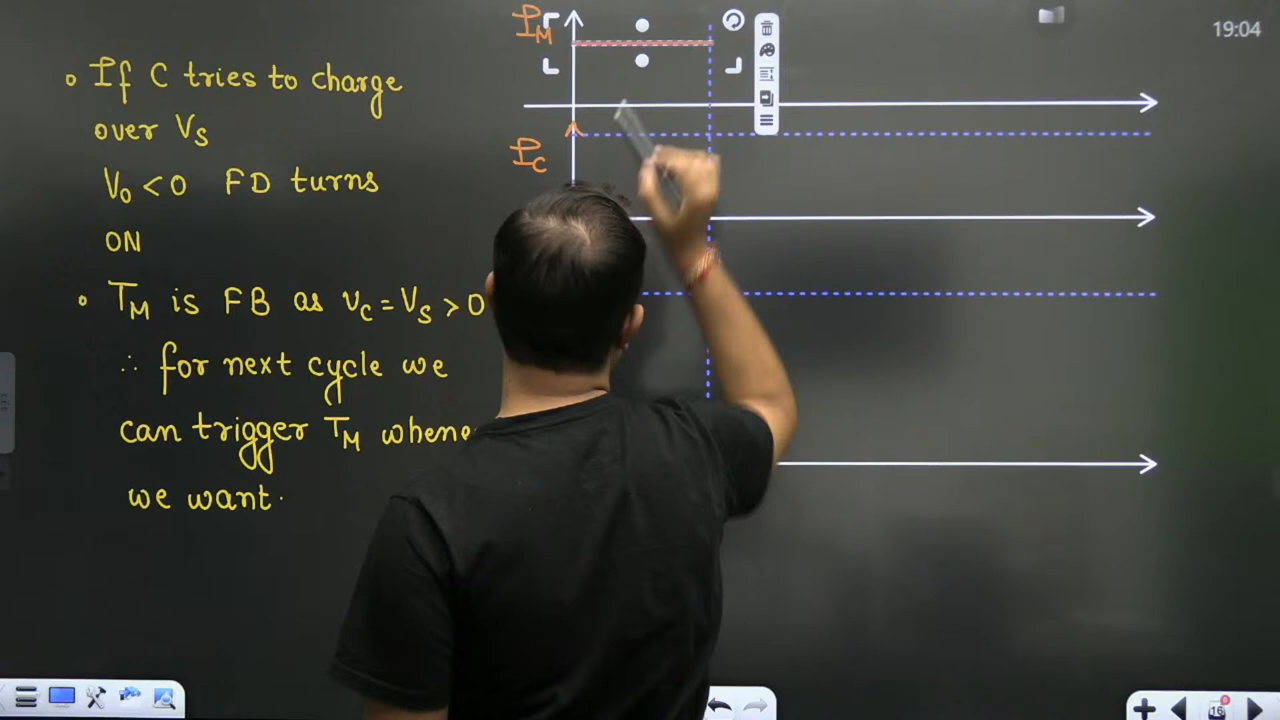 If C tries to charge
over Vs
V0 < 0 FD turns
ON
TM is FB as vc = Vs > 0
∴ for next cycle we
can trigger TM
we want.
IM
IC
19:04
16